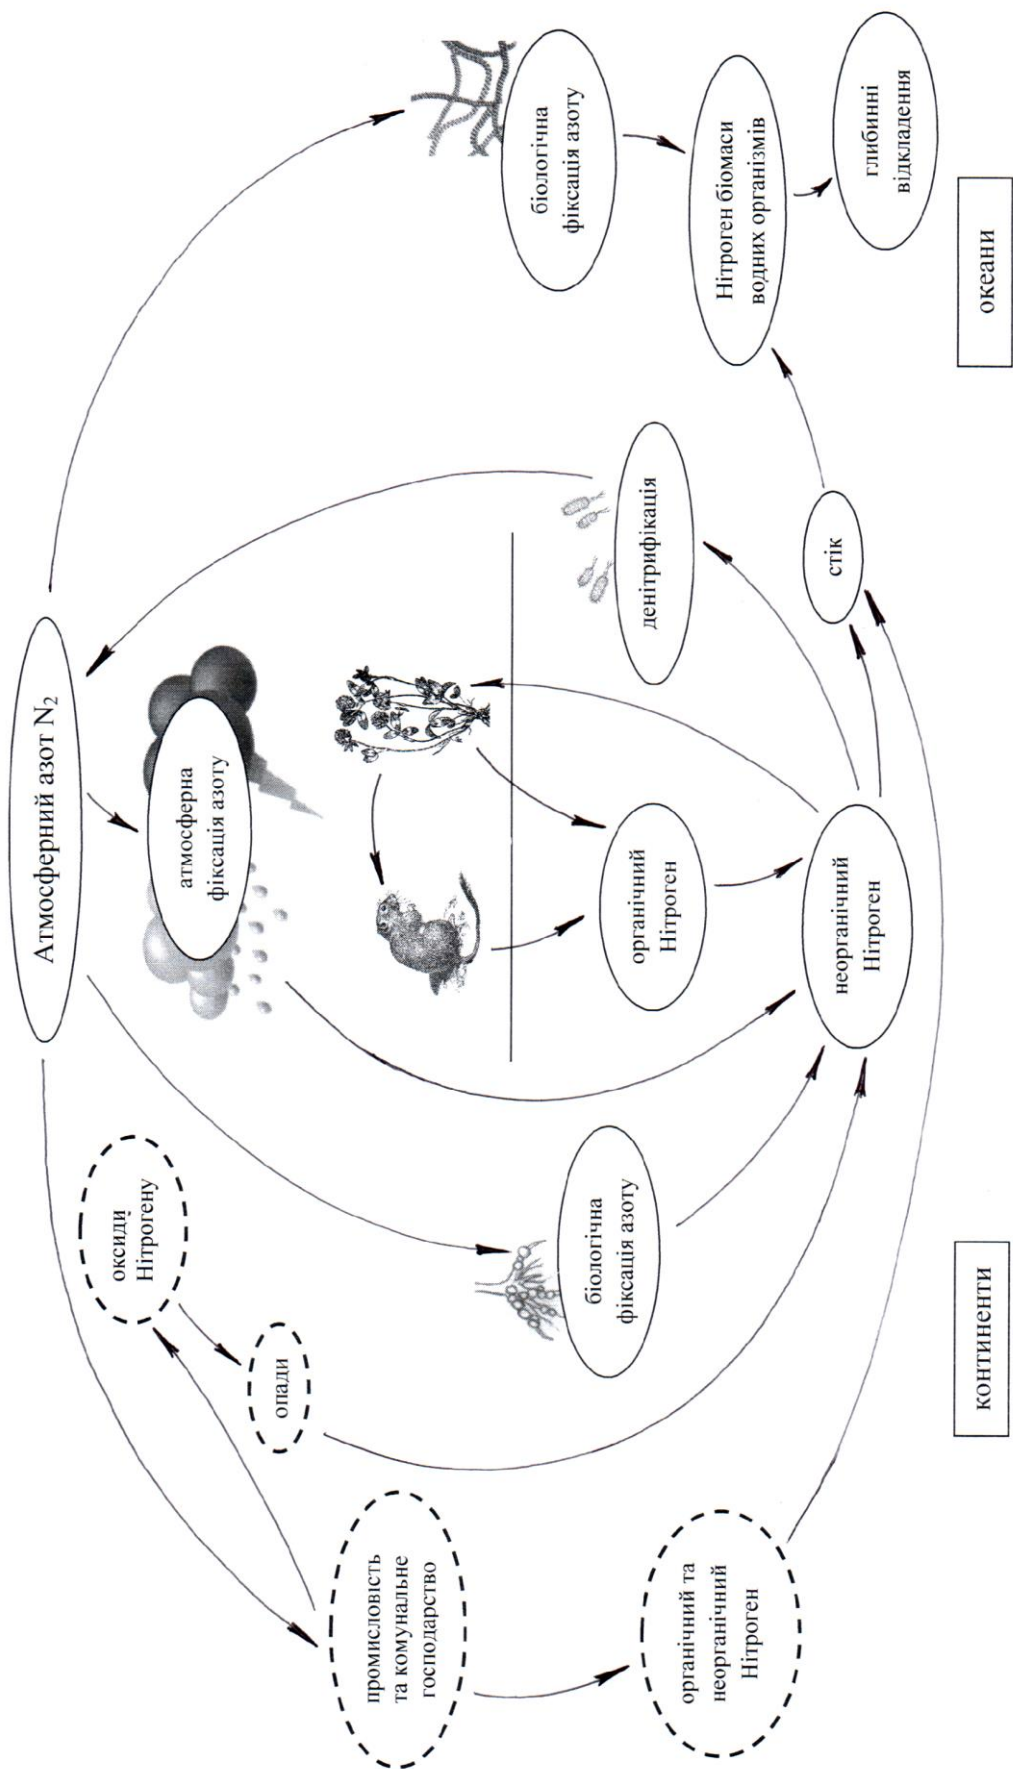 Атмосферний азот N₂
атмосферна
фіксація азоту
оксиди
Нітрогену
опади
промисловість
та комунальне
господарство
органічний та
неорганічний
Нітроген
біологічна
фіксація азоту
органічний
Нітроген
неорганічний
Нітроген
денітрифікація
стік
біологічна
фіксація азоту
Нітроген біомаси
водних організмів
глибинні
відкладення
континенти
океани